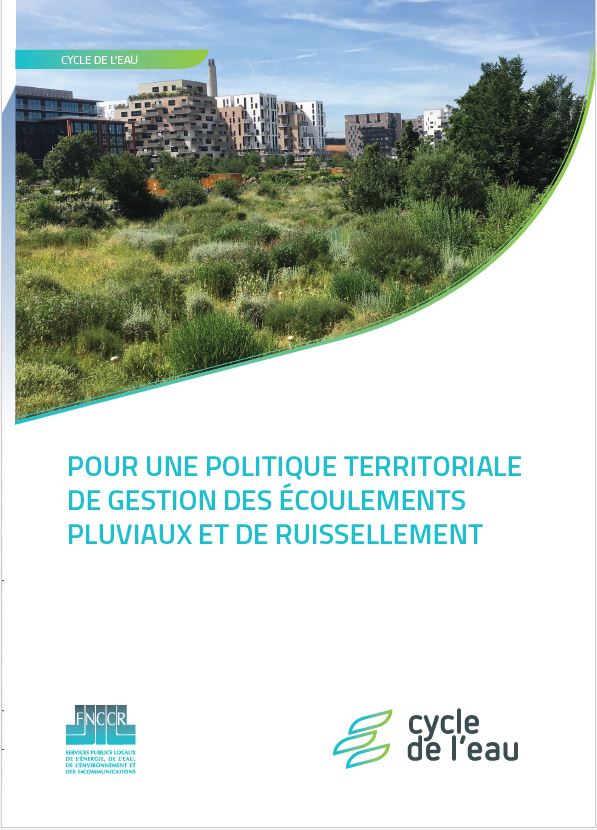 CYCLE DE L'EAU
POUR UNE POLITIQUE TERRITORIALE
DE GESTION DES ÉCOULEMENTS
PLUVIAUX ET DE RUISSELLEMENT
FNCCR
SERVICES PUBLICS LOCAUX
DE L'ÉNERGIE, DE L'EAU,
DE L'ENVIRONNEMENT ET
DES E-COMMUNICATIONS
cycle
de l'eau